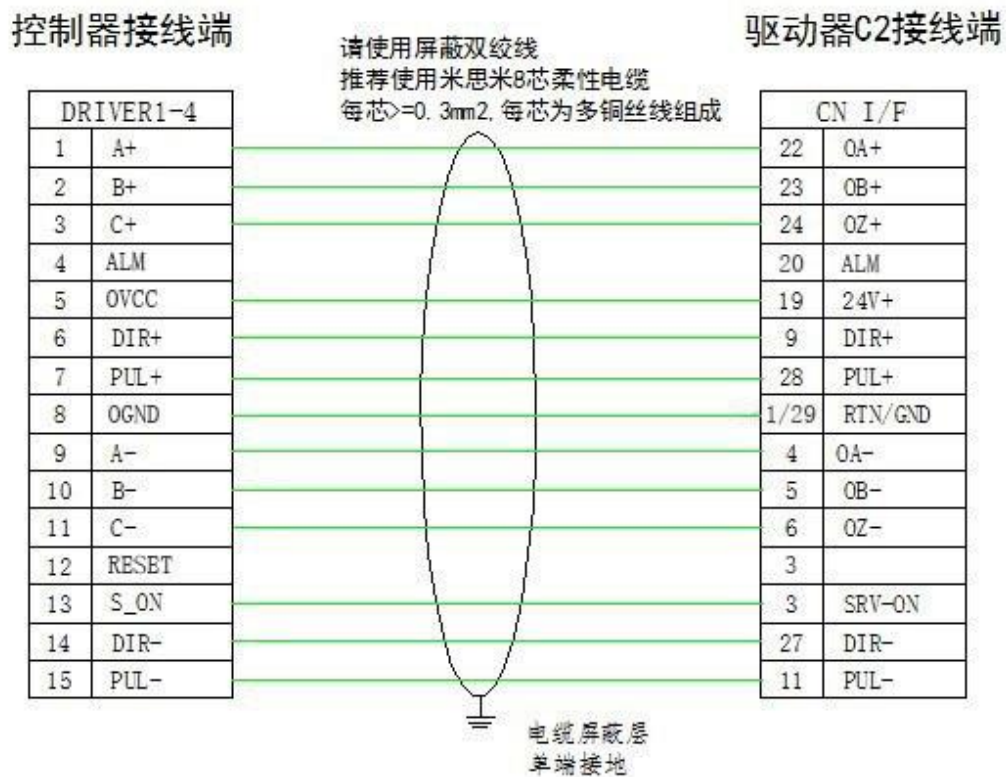 控制器接线端
驱动器C2接线端
请使用屏蔽双绞线
推荐使用米思米8芯柔性电缆
每芯>=0.3mm2,每芯为多铜丝线组成
DRIVER1-4
CN I/F
1 A+ 22 OA+
2 B+ 23 OB+
3 C+ 24 OZ+
4 ALM 20 ALM
5 OVCC 19 24V+
6 DIR+ 9 DIR+
7 PUL+ 28 PUL+
8 OGND 1/29 RTN/GND
9 A- 4 OA-
10 B- 5 OB-
11 C- 6 OZ-
12 RESET 3
13 S_ON 3 SRV-ON
14 DIR- 27 DIR-
15 PUL- 11 PUL-
电缆屏蔽层
单端接地